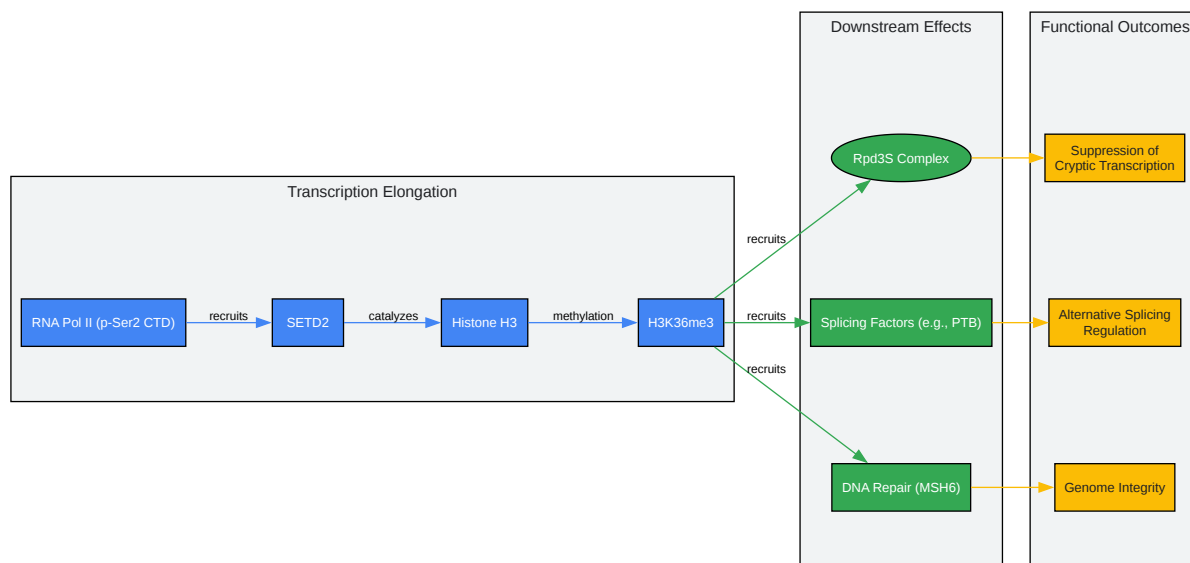 Downstream Effects
Functional Outcomes
Rpd3S Complex
Suppression of
Cryptic Transcription
Transcription Elongation
recruits
RNA Pol II (p-Ser2 CTD)
recruits
SETD2
catalyzes
Histone H3
methylation
H3K36me3
recruits
Splicing Factors (e.g., PTB)
Alternative Splicing
Regulation
recruits
DNA Repair (MSH6)
Genome Integrity